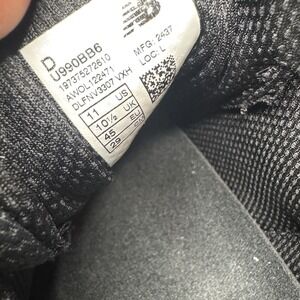 D
U990BB6
197375272610
AWOL122471
DLFNV3307 VXH
MFG: 2437
LOC: L
11 US
10½ UK
45 EU
29